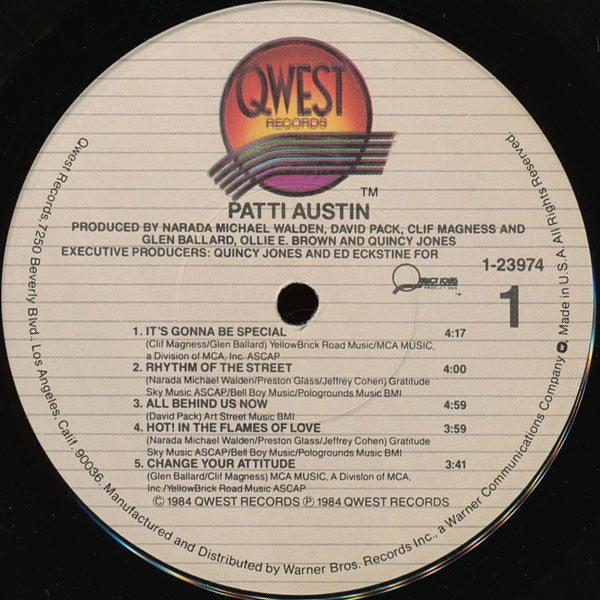 QWEST
RECORDS
TM
PATTI AUSTIN
PRODUCED BY NARADA MICHAEL WALDEN, DAVID PACK, CLIF MAGNESS AND
GLEN BALLARD, OLLIE E. BROWN AND QUINCY JONES
EXECUTIVE PRODUCERS: QUINCY JONES AND ED ECKSTINE FOR
QUINCY JONES
PRODUCTIONS
1-23974
1
1. IT'S GONNA BE SPECIAL 4:17
(Clif Magness/Glen Ballard) YellowBrick Road Music/MCA MUSIC,
a Division of MCA, Inc. ASCAP
2. RHYTHM OF THE STREET 4:00
(Narada Michael Walden/Preston Glass/Jeffrey Cohen) Gratitude
Sky Music ASCAP/Bell Boy Music/Pologrounds Music BMI
3. ALL BEHIND US NOW 4:59
(David Pack) Art Street Music BMI
4. HOT! IN THE FLAMES OF LOVE 3:59
(Narada Michael Walden/Preston Glass/Jeffrey Cohen) Gratitude
Sky Music ASCAP/Bell Boy Music/Pologrounds Music BMI
5. CHANGE YOUR ATTITUDE 3:41
(Glen Ballard/Clif Magness) MCA MUSIC, A Division of MCA,
Inc./YellowBrick Road Music ASCAP
© 1984 QWEST RECORDS ℗ 1984 QWEST RECORDS
Qwest Records, 7250 Beverly Blvd., Los Angeles, Calif. 90036. Manufactured and Distributed by Warner Bros. Records Inc., a Warner Communications Company Made in U.S.A. All Rights Reserved.